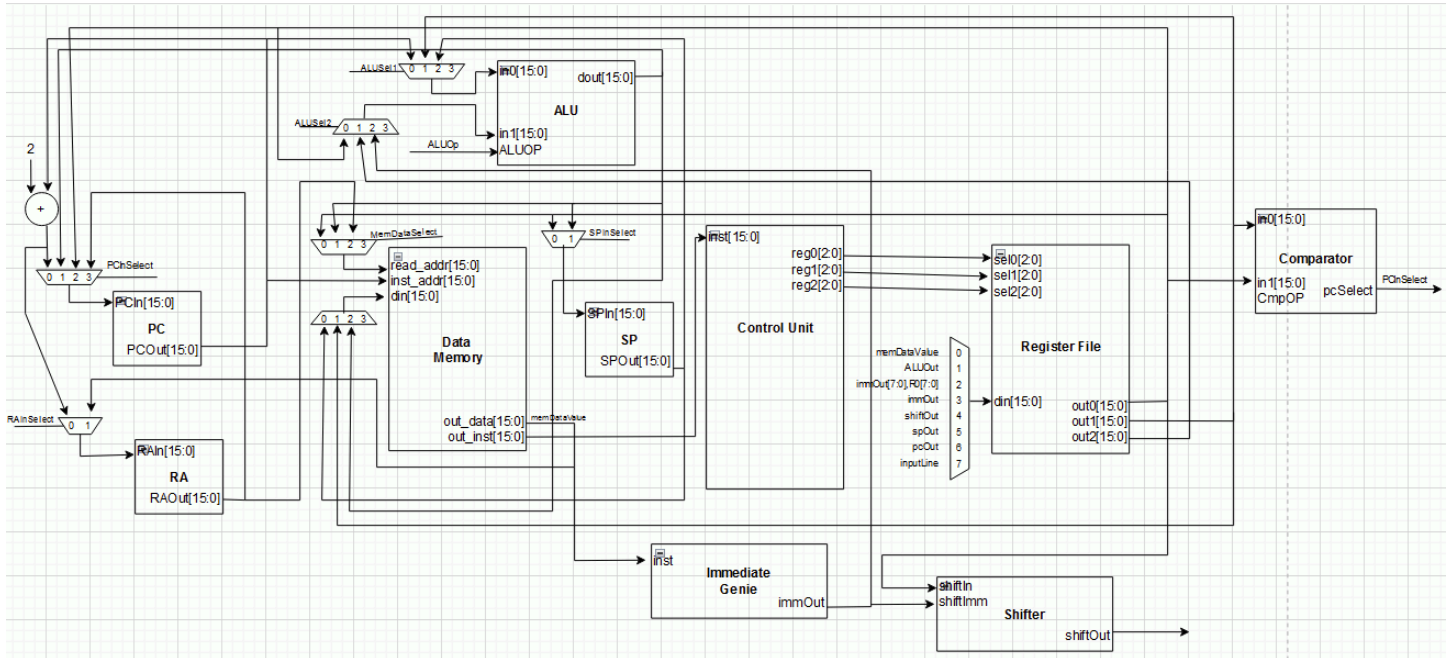 ALUSel1
0 1 2 3
in0[15:0]
dout[15:0]
ALU
ALUSel2
0 1 2 3
in1[15:0]
ALUOp
ALUOP
2
+
MemDataSelect
0 1 2 3
SPInSelect
0 1
inst[15:0]
in0[15:0]
PCInSelect
0 1 2 3
read_addr[15:0]
inst_addr[15:0]
din[15:0]
reg0[2:0]
reg1[2:0]
reg2[2:0]
sel0[2:0]
sel1[2:0]
sel2[2:0]
Comparator
in1[15:0]
CmpOP
pcSelect
PCInSelect
PCIn[15:0]
PC
PCOut[15:0]
0 1 2 3
Data
Memory
SPIn[15:0]
SP
SPOut[15:0]
Control Unit
Register File
memDataValue 0
ALUOut 1
immOut[7:0],R0[7:0] 2
immOut 3
shiftOut 4
spOut 5
pcOut 6
inputLine 7
din[15:0]
out0[15:0]
out1[15:0]
out2[15:0]
RAInSelect
0 1
out_data[15:0]
memDataValue
out_inst[15:0]
RAIn[15:0]
RA
RAOut[15:0]
inst
Immediate
Genie
immOut
shiftIn
shiftImm
Shifter
shiftOut